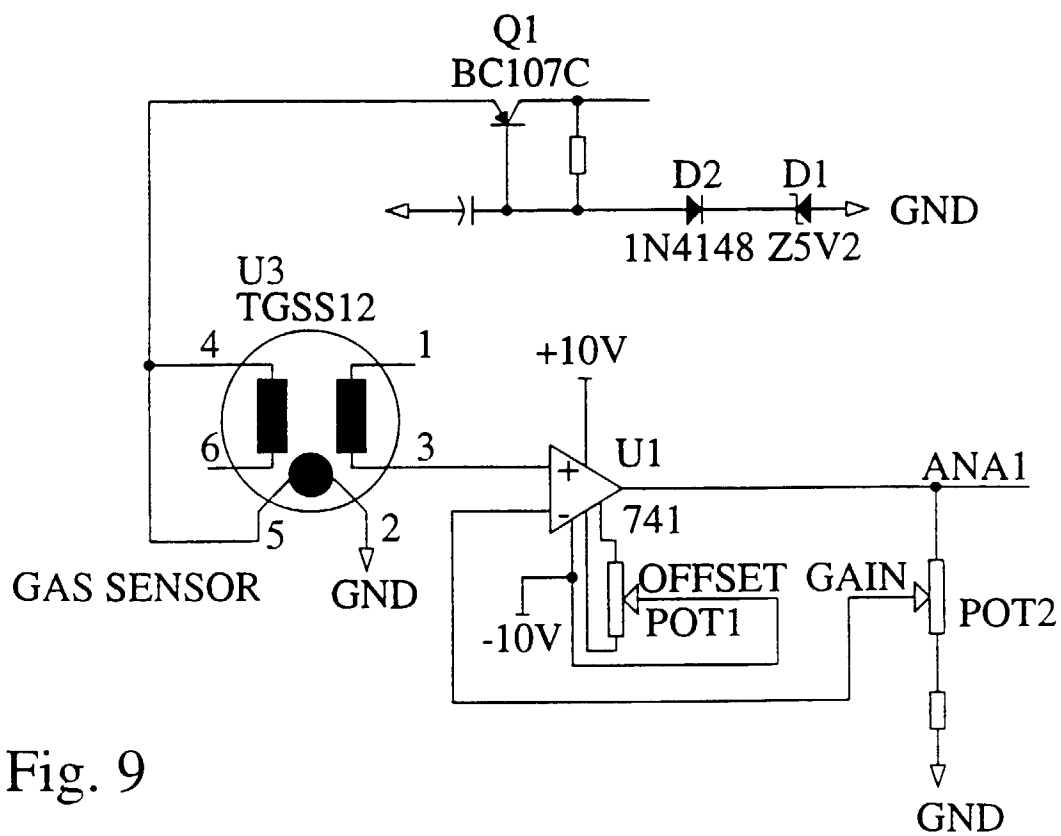 Q1
BC107C
D2
D1
GND
1N4148
Z5V2
U3
TGSS12
4
1
+10V
6
3
+
U1
ANA1
-
741
5
2
GAS SENSOR
GND
OFFSET
GAIN
-10V
POT1
POT2
Fig. 9
GND